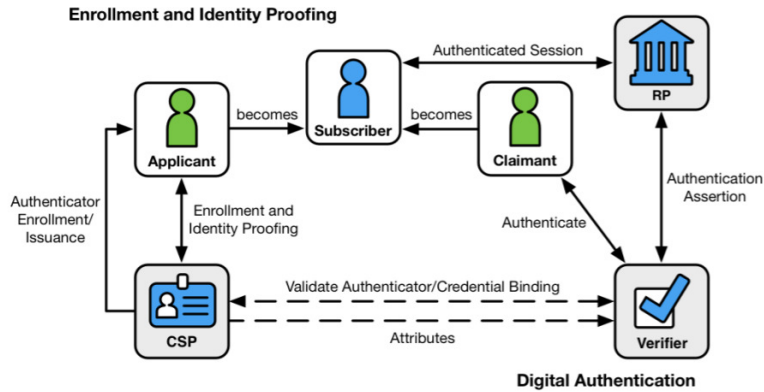 Enrollment and Identity Proofing
Authenticated Session
RP
becomes
Subscriber
becomes
Applicant
Claimant
Authenticator
Enrollment/
Issuance
Enrollment and
Identity Proofing
Authenticate
Authentication
Assertion
Validate Authenticator/Credential Binding
CSP
Attributes
Verifier
Digital Authentication